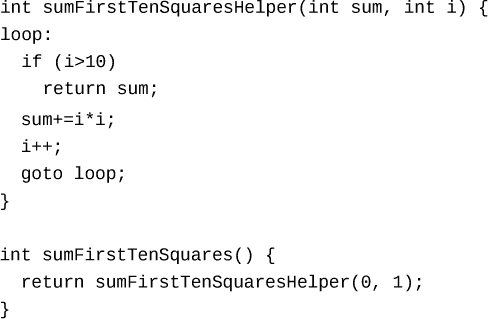 int sumFirstTenSquaresHelper(int sum, int i) {
loop:
  if (i>10)
    return sum;
  sum+=i*i;
  i++;
  goto loop;
}

int sumFirstTenSquares() {
  return sumFirstTenSquaresHelper(0, 1);
}